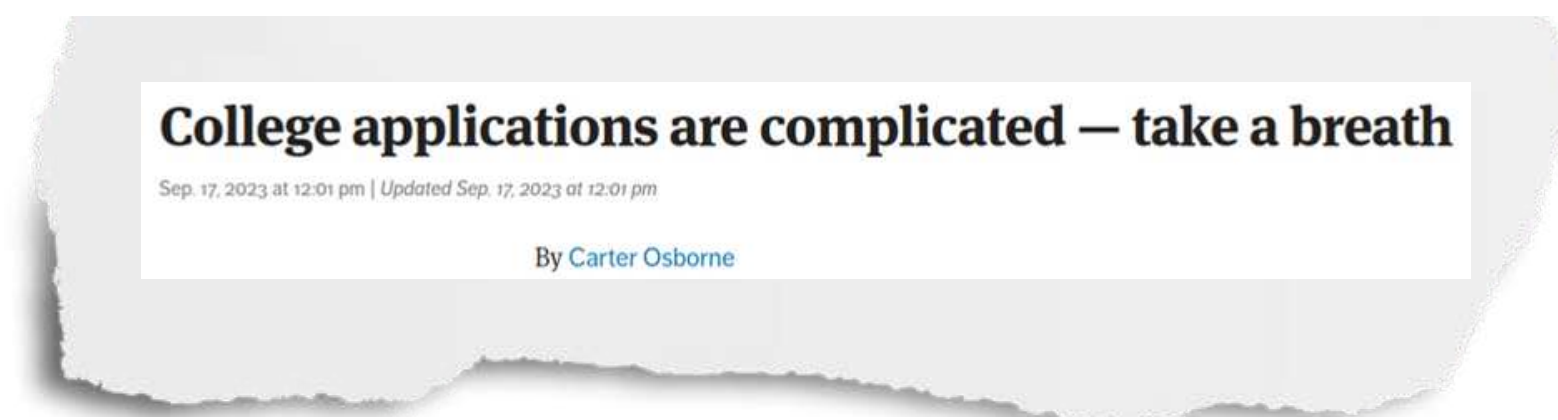 College applications are complicated — take a breath
Sep. 17, 2023 at 12:01 pm | Updated Sep. 17, 2023 at 12:01 pm
By Carter Osborne